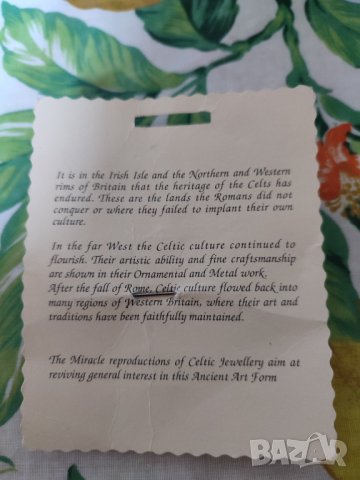 It is in the Irish Isle and the Northern and Western
rims of Britain that the heritage of the Celts has
endured. These are the lands the Romans did not
conquer or where they failed to implant their own
culture.
In the far West the Celtic culture continued to
flourish. Their artistic ability and fine craftsmanship
are shown in their Ornamental and Metal work.
After the fall of Rome, Celtic culture flowed back into
many regions of Western Britain, where their art and
traditions have been faithfully maintained.
The Miracle reproductions of Celtic Jewellery aim at
reviving general interest in this Ancient Art Form
BAZAR